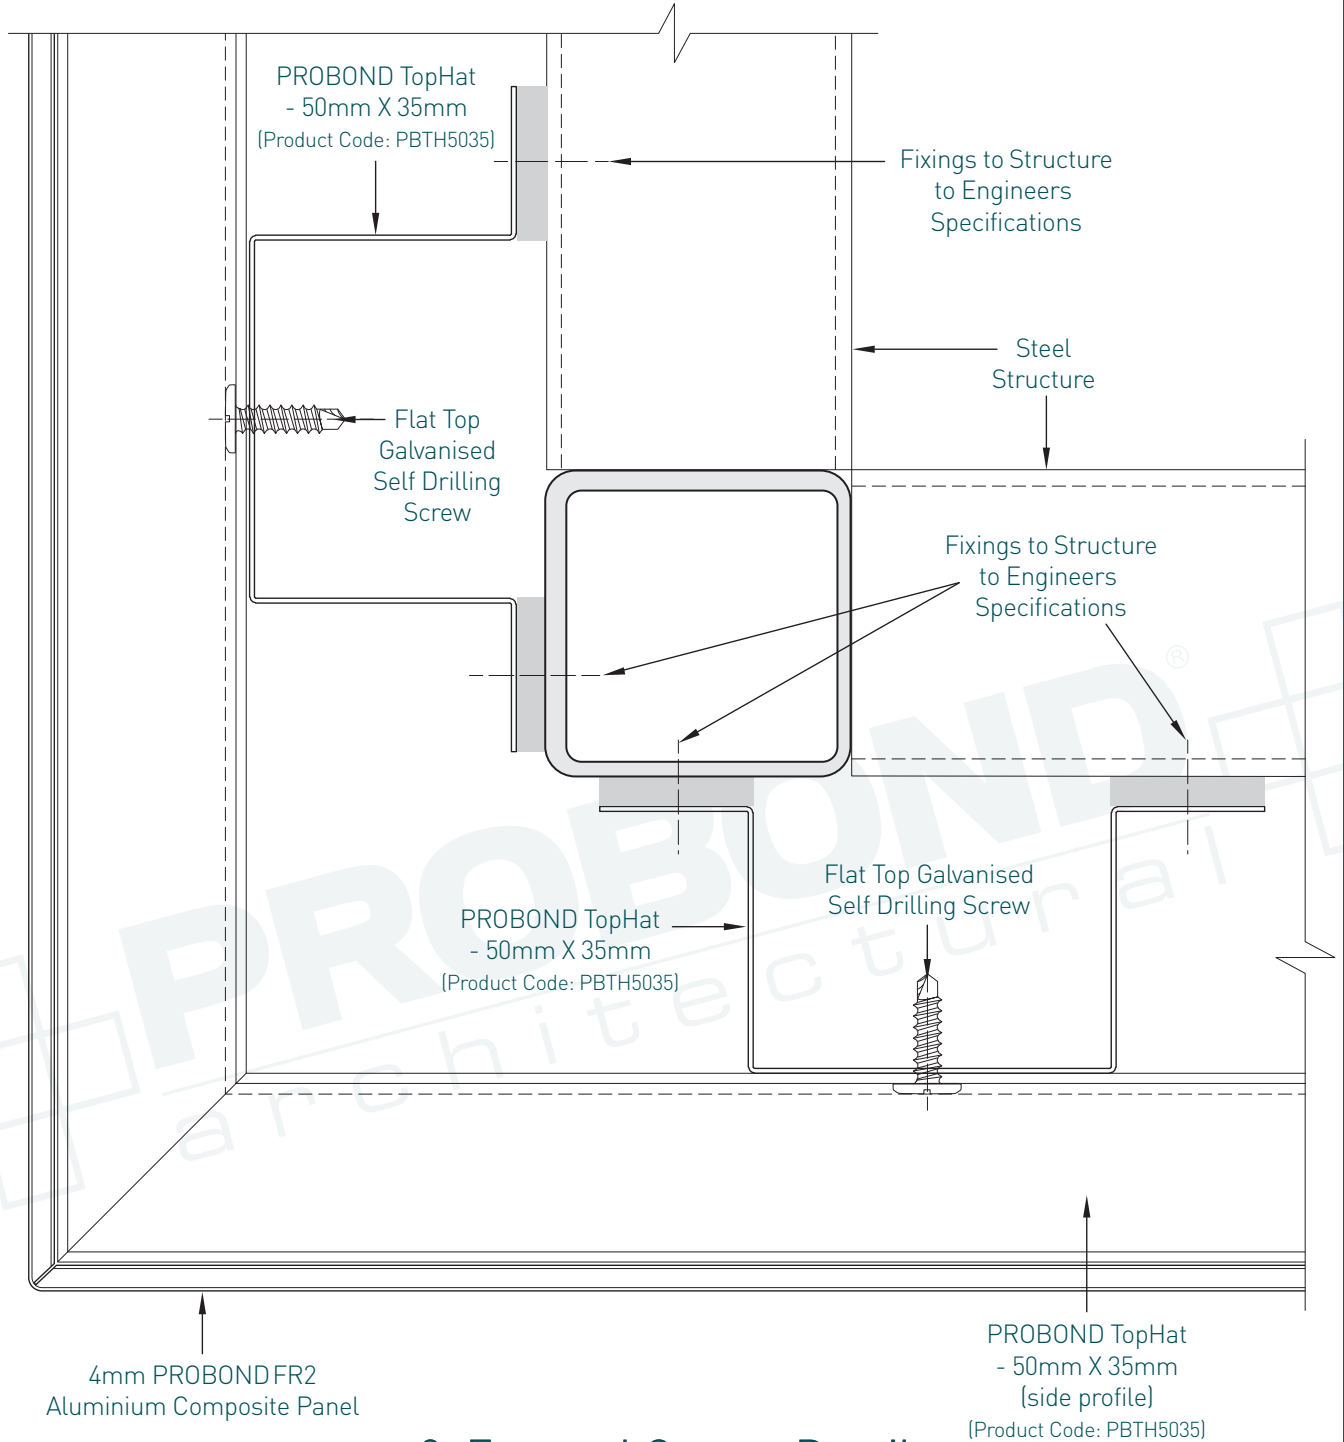 PROBOND TopHat
- 50mm X 35mm
(Product Code: PBTH5035)
Fixings to Structure
to Engineers
Specifications
Steel
Structure
Flat Top
Galvanised
Self Drilling
Screw
Fixings to Structure
to Engineers
Specifications
PROBOND®
architectural
Flat Top Galvanised
Self Drilling Screw
PROBOND TopHat
- 50mm X 35mm
(Product Code: PBTH5035)
4mm PROBOND FR2
Aluminium Composite Panel
PROBOND TopHat
- 50mm X 35mm
(side profile)
(Product Code: PBTH5035)